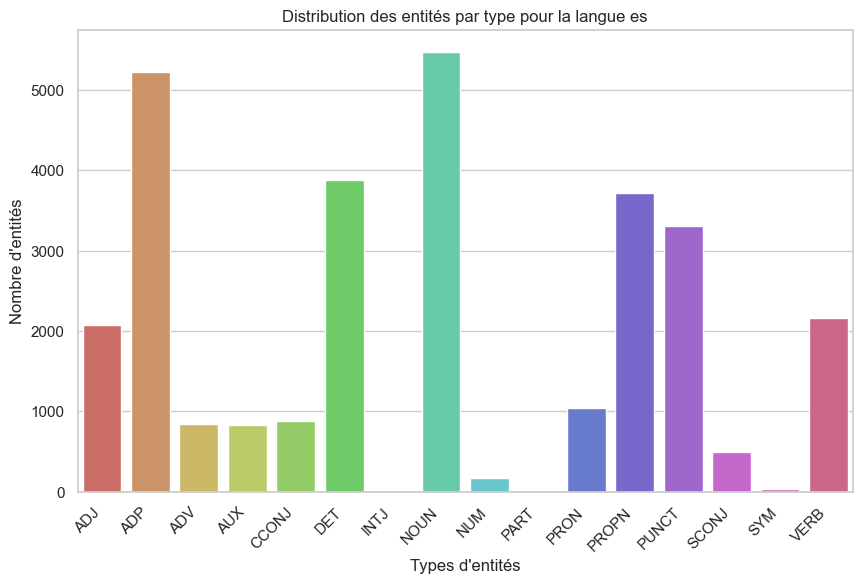 Distribution des entités par type pour la langue es
Nombre d'entités
5000
4000
3000
2000
1000
0
ADJ
ADP
ADV
AUX
CCONJ
DET
INTJ
NOUN
NUM
PART
PRON
PROPN
PUNCT
SCONJ
SYM
VERB
Types d'entités